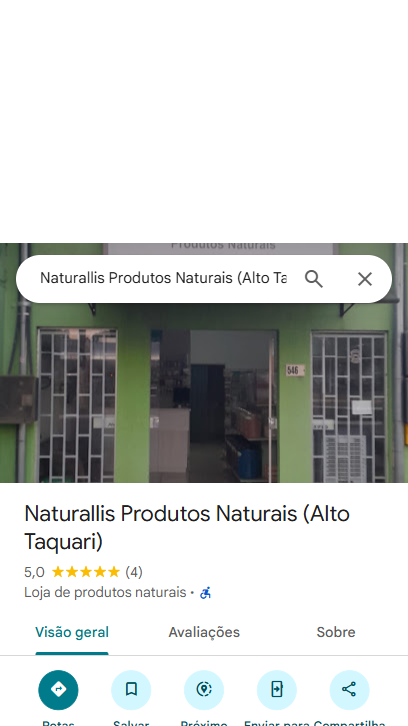 Produtos Naturais
Naturallis Produtos Naturais (Alto Ta
546
Naturallis Produtos Naturais (Alto
Taquari)
5,0 (4)
Loja de produtos naturais ·
Visão geral Avaliações Sobre
Rotas Salvar Próximo Enviar para Compartilha